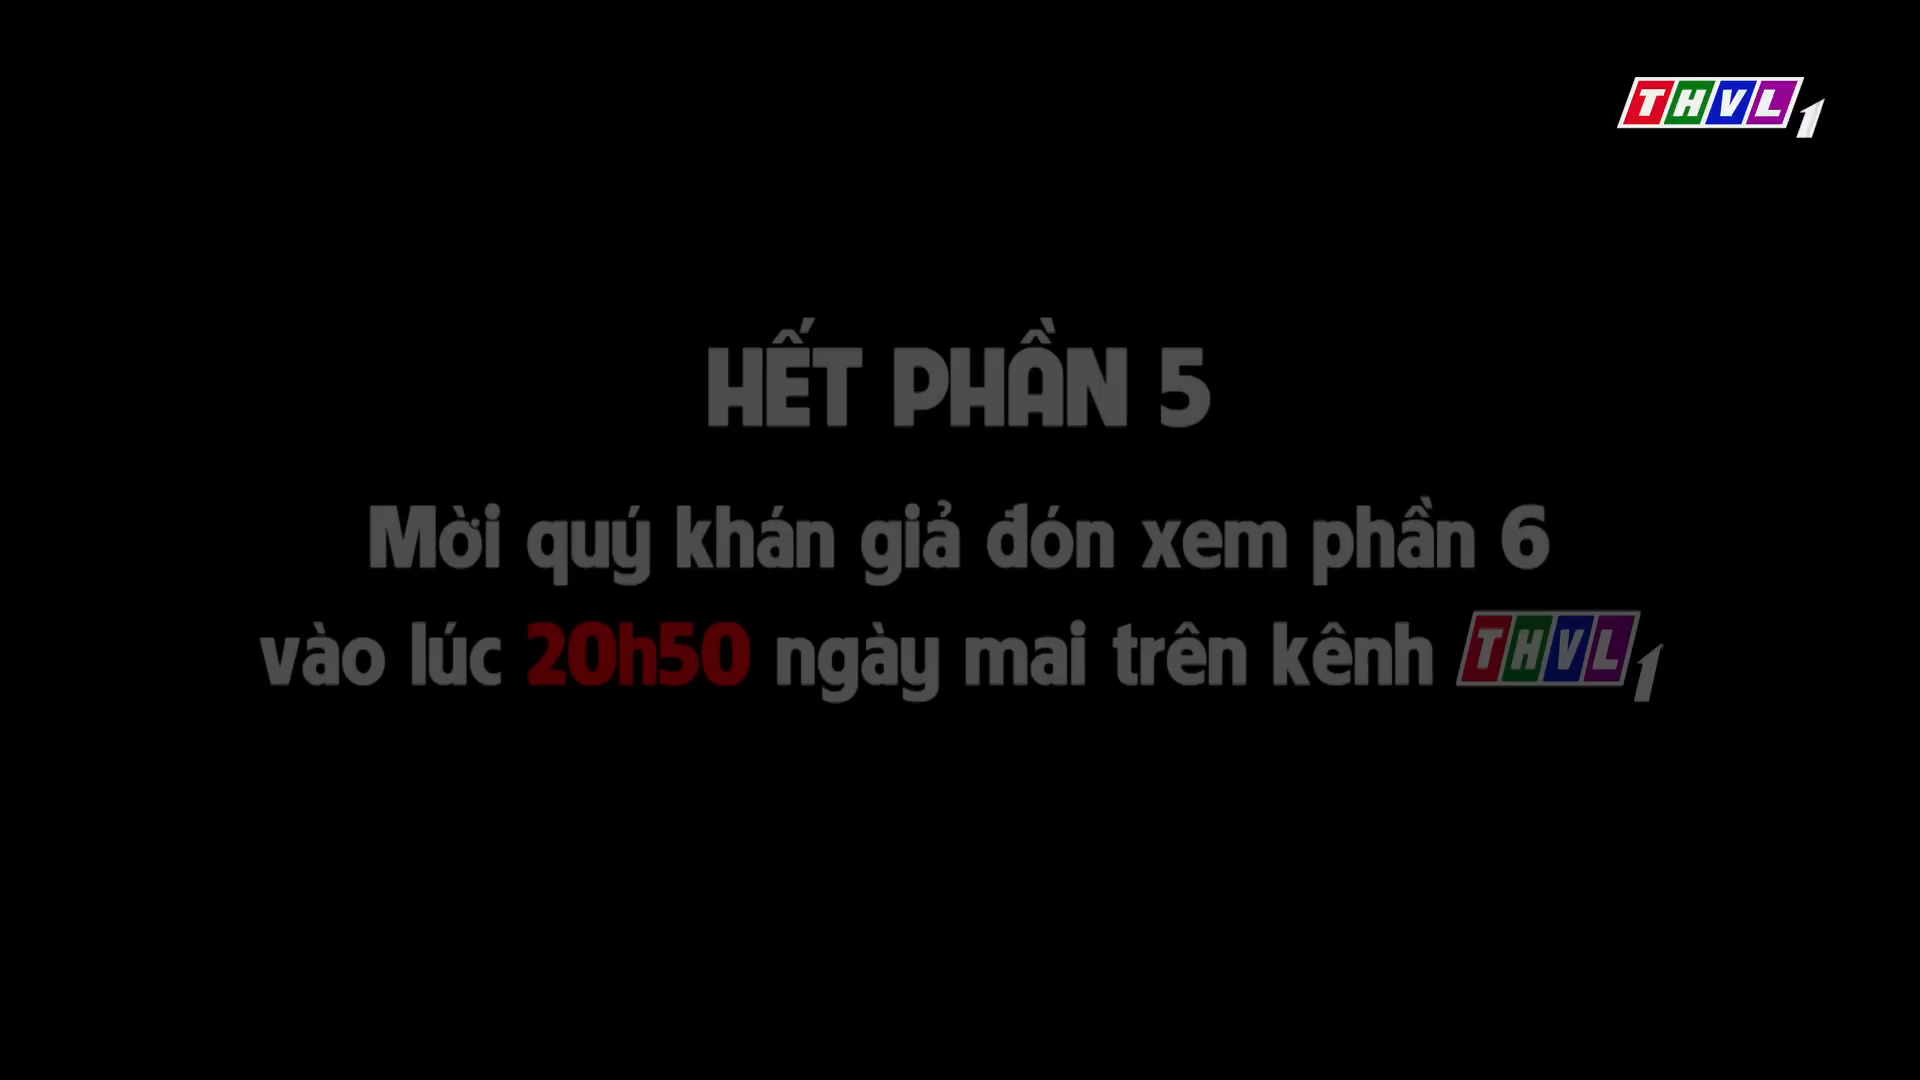 THVL1
HẾT PHẦN 5
Mời quý khán giả đón xem phần 6
vào lúc 20h50 ngày mai trên kênh THVL1